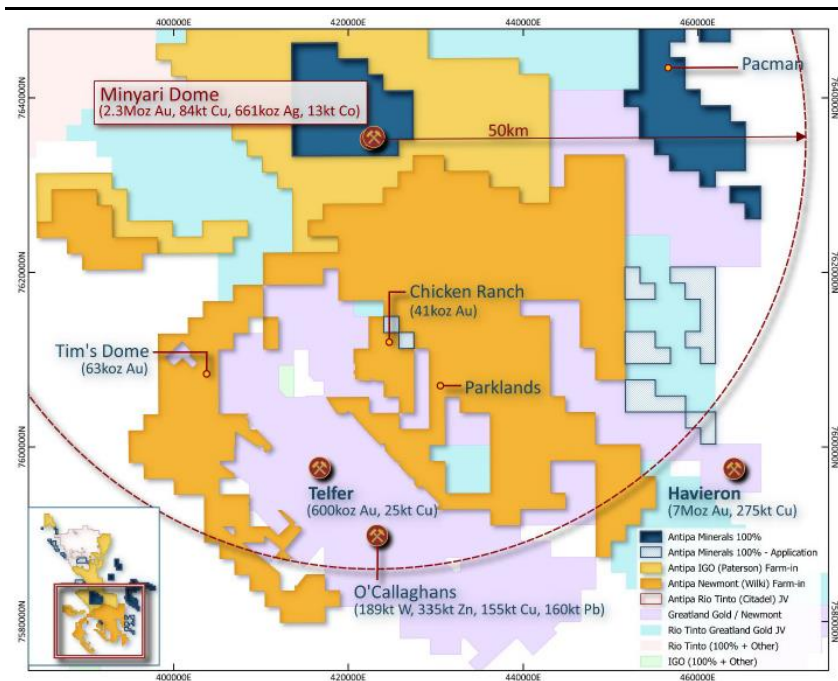 400000E
420000E
440000E
460000E
7640000N
7640000N
Pacman
Minyari Dome
(2.3Moz Au, 84kt Cu, 661koz Ag, 13kt Co)
50km
7620000N
7620000N
Chicken Ranch
(41koz Au)
Tim's Dome
(63koz Au)
Parklands
7600000N
7600000N
Telfer
(600koz Au, 25kt Cu)
Havieron
(7Moz Au, 275kt Cu)
O'Callaghans
(189kt W, 335kt Zn, 155kt Cu, 160kt Pb)
Antipa Minerals 100%
Antipa Minerals 100% - Application
Antipa IGO (Paterson) Farm-in
Antipa Newmont (Wilki) Farm-in
Antipa Rio Tinto (Citadel) JV
Greatland Gold / Newmont
Rio Tinto Greatland Gold JV
Rio Tinto (100% + Other)
IGO (100% + Other)
7580000N
7580000N
400000E
420000E
440000E
460000E